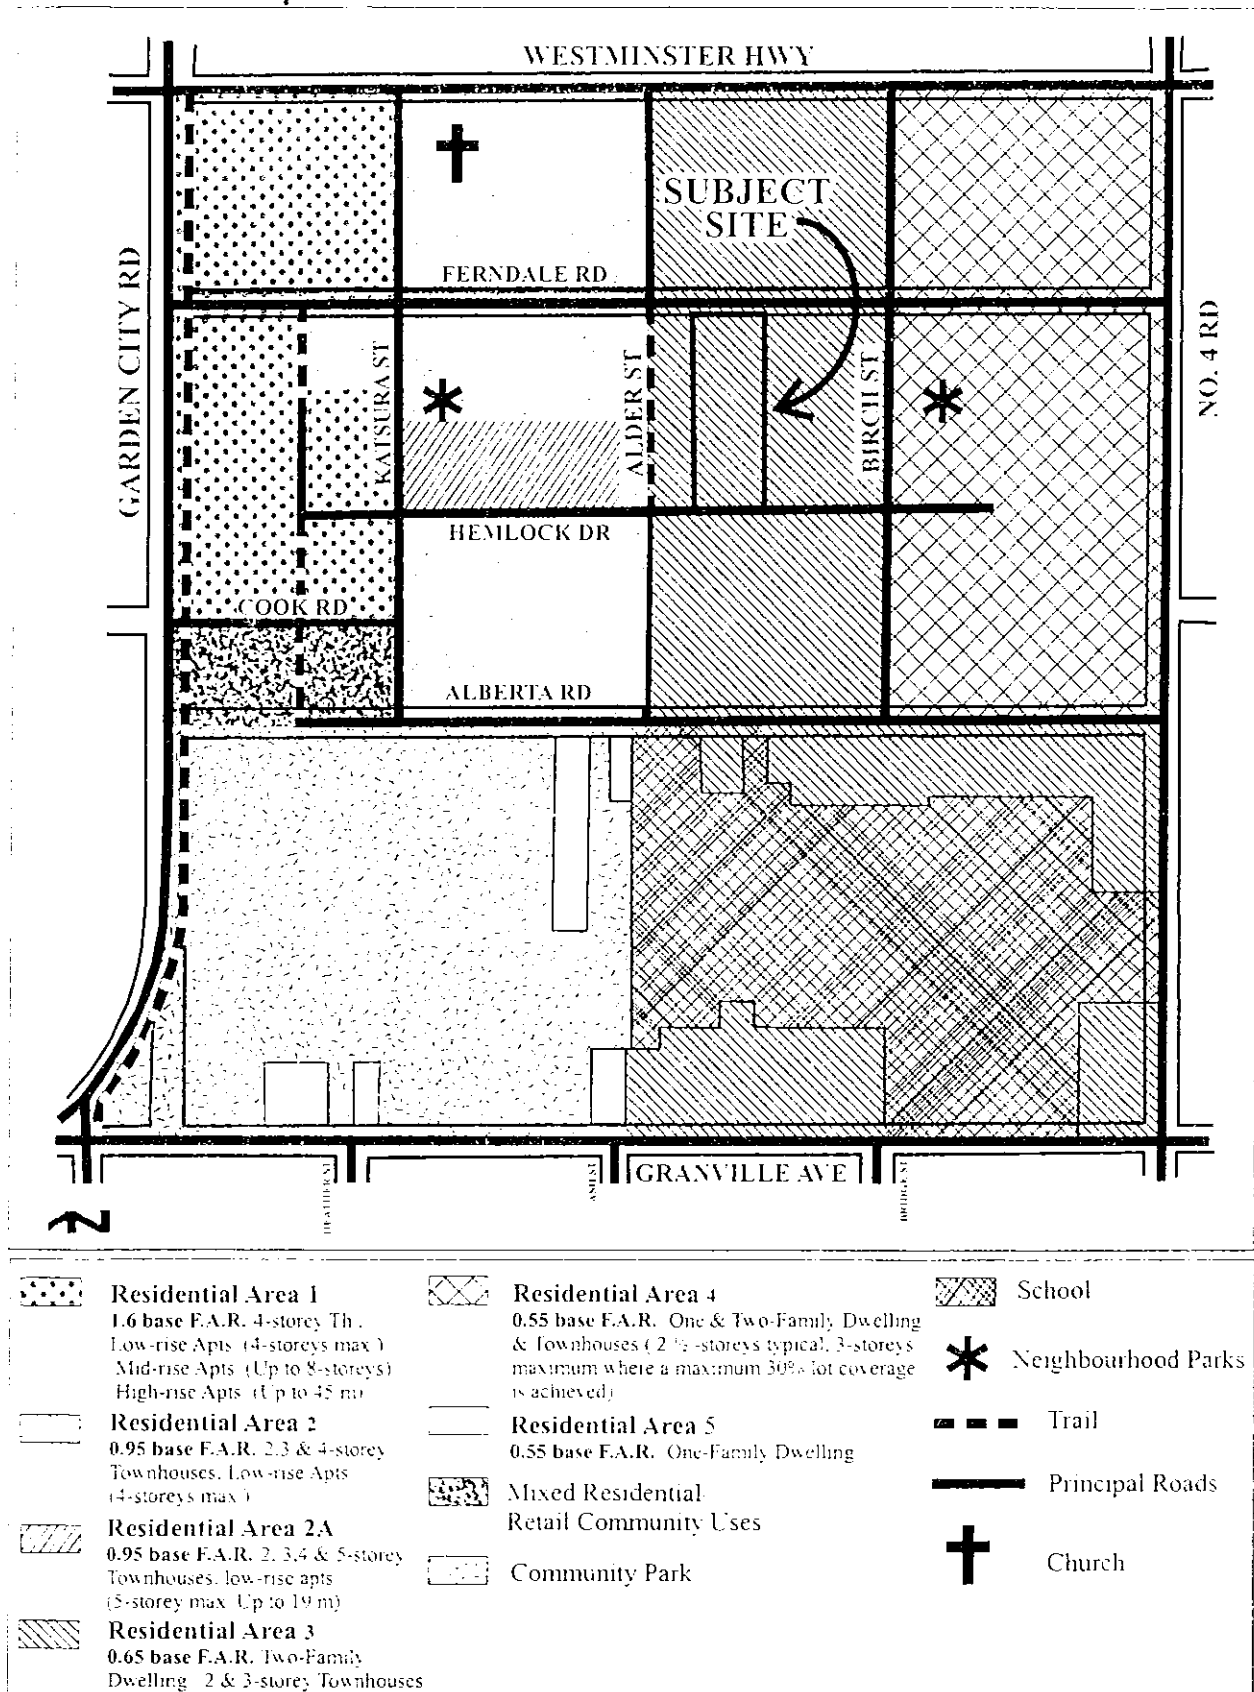 WESTMINSTER HWY
SUBJECT
SITE
FERNDALE RD
GARDEN CITY RD
KATSURA ST
ALDER ST
BIRCH ST
NO. 4 RD
HEMLOCK DR
COOK RD
ALBERTA RD
GRANVILLE AVE
ASH ST
BRIDGE ST
Residential Area 1
1.6 base F.A.R. 4-storey Th.
Low-rise Apts (4-storeys max.)
Mid-rise Apts (Up to 8-storeys)
High-rise Apts (Up to 45 m)
Residential Area 2
0.95 base F.A.R. 2,3 & 4-storey
Townhouses, Low-rise Apts
(4-storeys max.)
Residential Area 2A
0.95 base F.A.R. 2, 3,4 & 5-storey
Townhouses, low-rise apts
(5-storey max. Up to 19 m)
Residential Area 3
0.65 base F.A.R. Two-Family
Dwelling 2 & 3-storey Townhouses
Residential Area 4
0.55 base F.A.R. One & Two-Family Dwelling
& Townhouses ( 2 ½ -storeys typical, 3-storeys
maximum where a maximum 30% lot coverage
is achieved)
Residential Area 5
0.55 base F.A.R. One-Family Dwelling
Mixed Residential
Retail Community Uses
Community Park
School
Neighbourhood Parks
Trail
Principal Roads
Church